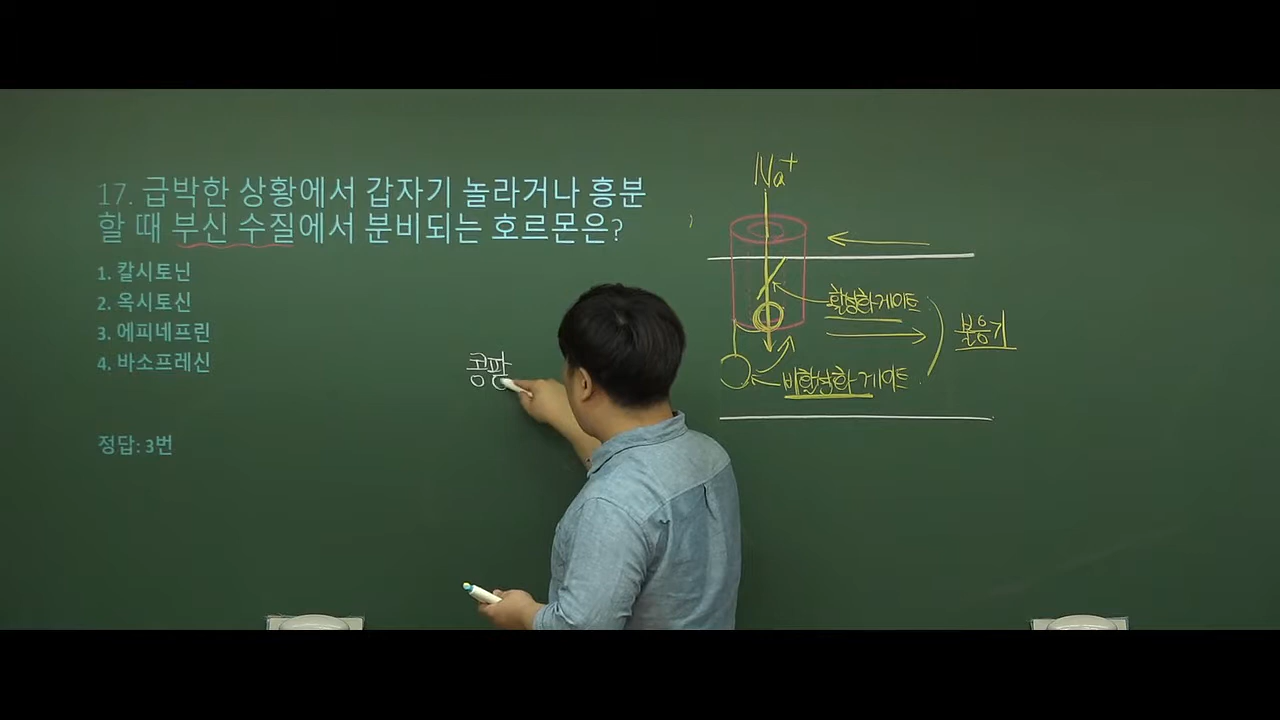 17. 급박한 상황에서 갑자기 놀라거나 흥분
할 때 부신 수질에서 분비되는 호르몬은?
1. 칼시토닌
2. 옥시토신
3. 에피네프린
4. 바소프레신
정답: 3번
콩팥
Na+
활성화 게이트
불응기
비활성화 게이트